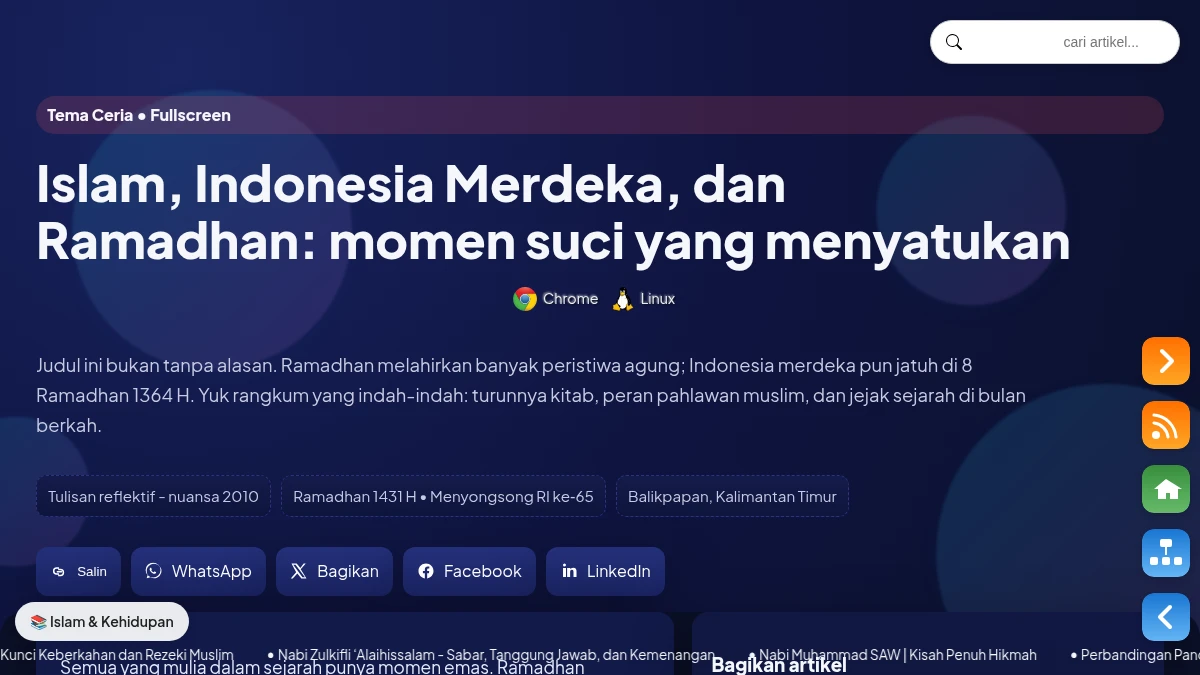 cari artikel...
Tema Ceria ● Fullscreen
Islam, Indonesia Merdeka, dan
Ramadhan: momen suci yang menyatukan
Chrome Linux
Judul ini bukan tanpa alasan. Ramadhan melahirkan banyak peristiwa agung; Indonesia merdeka pun jatuh di 8
Ramadhan 1364 H. Yuk rangkum yang indah-indah: turunnya kitab, peran pahlawan muslim, dan jejak sejarah di bulan
berkah.
Tulisan reflektif - nuansa 2010 Ramadhan 1431 H • Menyongsong RI ke-65 Balikpapan, Kalimantan Timur
Salin WhatsApp Bagikan Facebook LinkedIn
📚 Islam & Kehidupan
Kunci Keberkahan dan Rezeki Muslim • Nabi Zulkifli ‘Alaihissalam - Sabar, Tanggung Jawab, dan Kemenangan • Nabi Muhammad SAW | Kisah Penuh Hikmah • Perbandingan
Semua yang mulia dalam sejarah punya momen emas. Ramadhan
Bagikan artikel